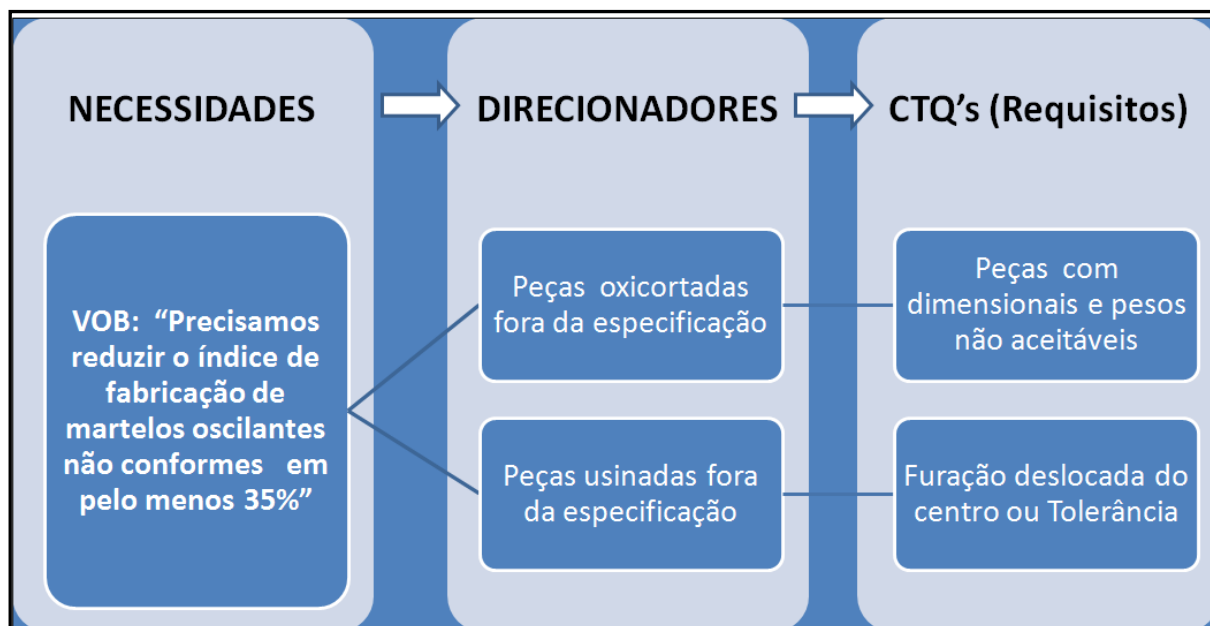 NECESSIDADES
DIRECIONADORES
CTQ's (Requisitos)
VOB: “Precisamos
reduzir o índice de
fabricação de
martelos oscilantes
não conformes em
pelo menos 35%”
Peças oxicortadas
fora da especificação
Peças com
dimensionais e pesos
não aceitáveis
Peças usinadas fora
da especificação
Furação deslocada do
centro ou Tolerância